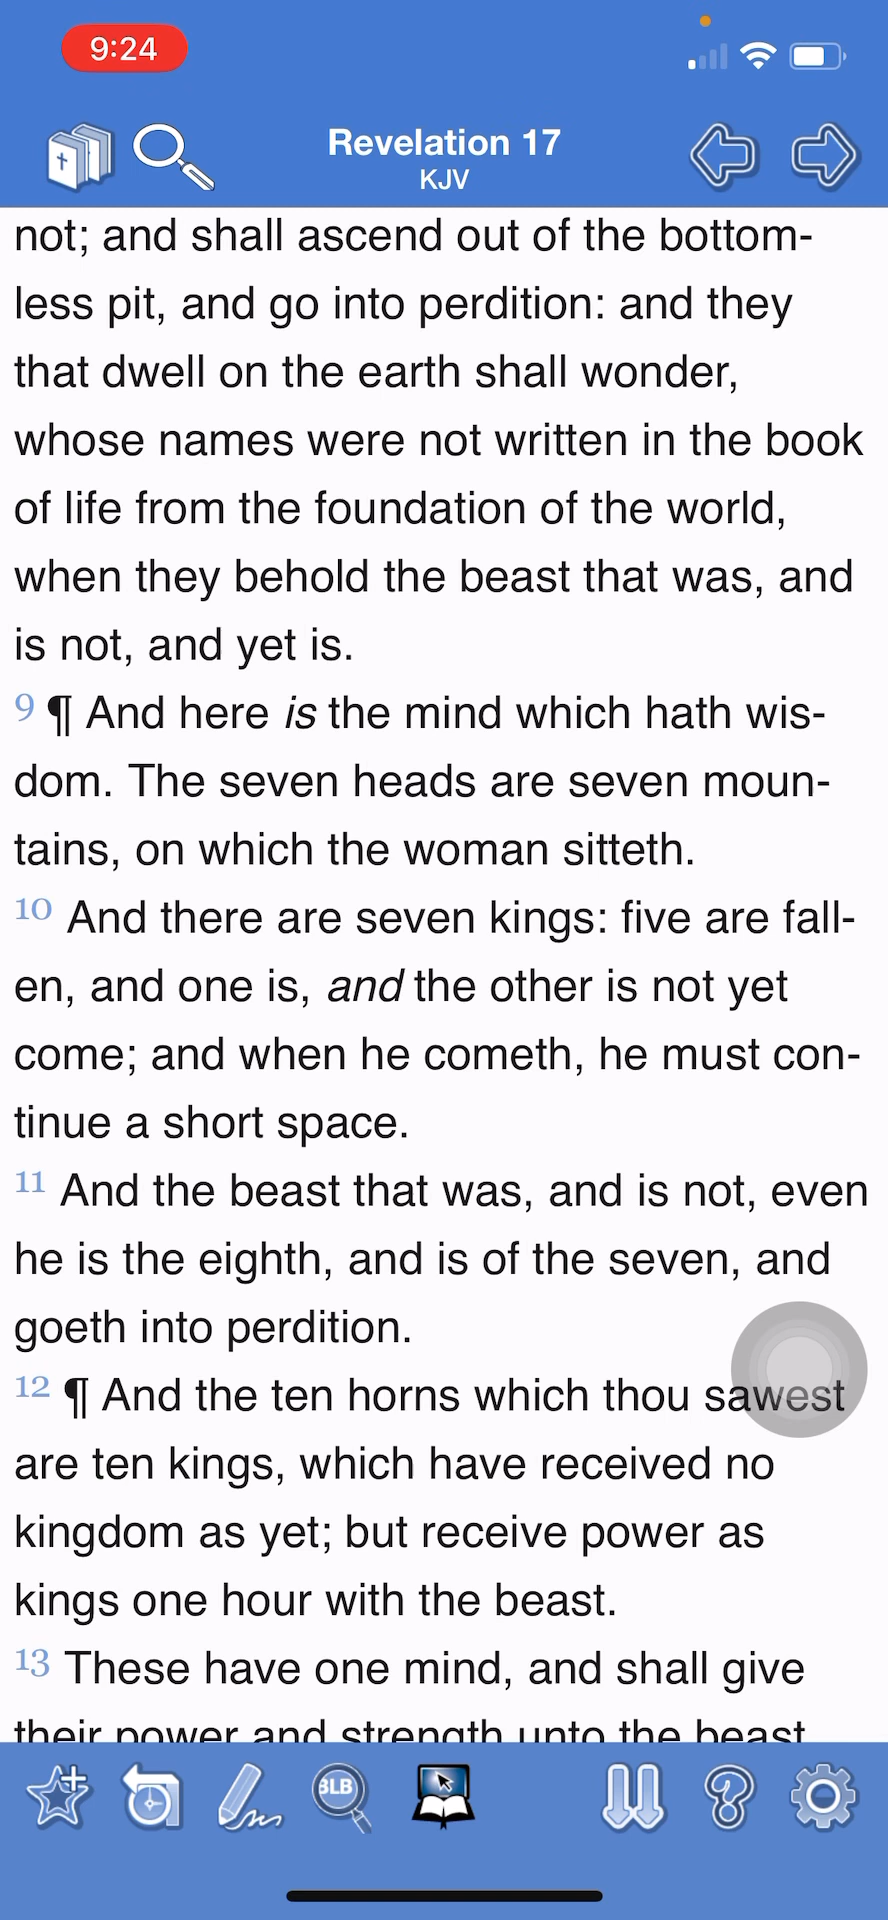 9:24
Revelation 17
KJV
not; and shall ascend out of the bottom-
less pit, and go into perdition: and they
that dwell on the earth shall wonder,
whose names were not written in the book
of life from the foundation of the world,
when they behold the beast that was, and
is not, and yet is.
9 ¶ And here is the mind which hath wis-
dom. The seven heads are seven moun-
tains, on which the woman sitteth.
10 And there are seven kings: five are fall-
en, and one is, and the other is not yet
come; and when he cometh, he must con-
tinue a short space.
11 And the beast that was, and is not, even
he is the eighth, and is of the seven, and
goeth into perdition.
12 ¶ And the ten horns which thou sawest
are ten kings, which have received no
kingdom as yet; but receive power as
kings one hour with the beast.
13 These have one mind, and shall give
their power and strength unto the beast
BLB